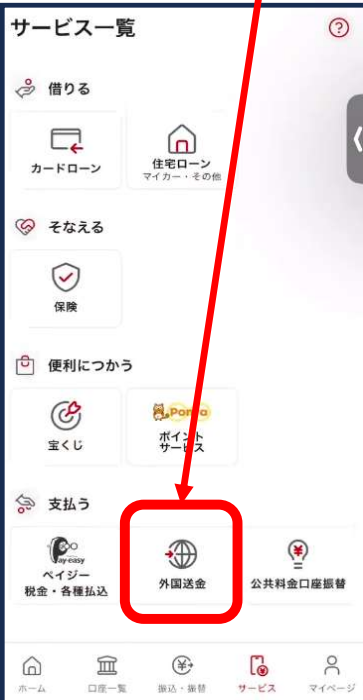 サービス一覧
借りる
カードローン
住宅ローン
マイカー・その他
そなえる
保険
便利につかう
宝くじ
Ponta
ポイント
サービス
支払う
Pay-easy
ペイジー
税金・各種払込
外国送金
公共料金口座振替
ホーム
口座一覧
振込・振替
サービス
マイページ